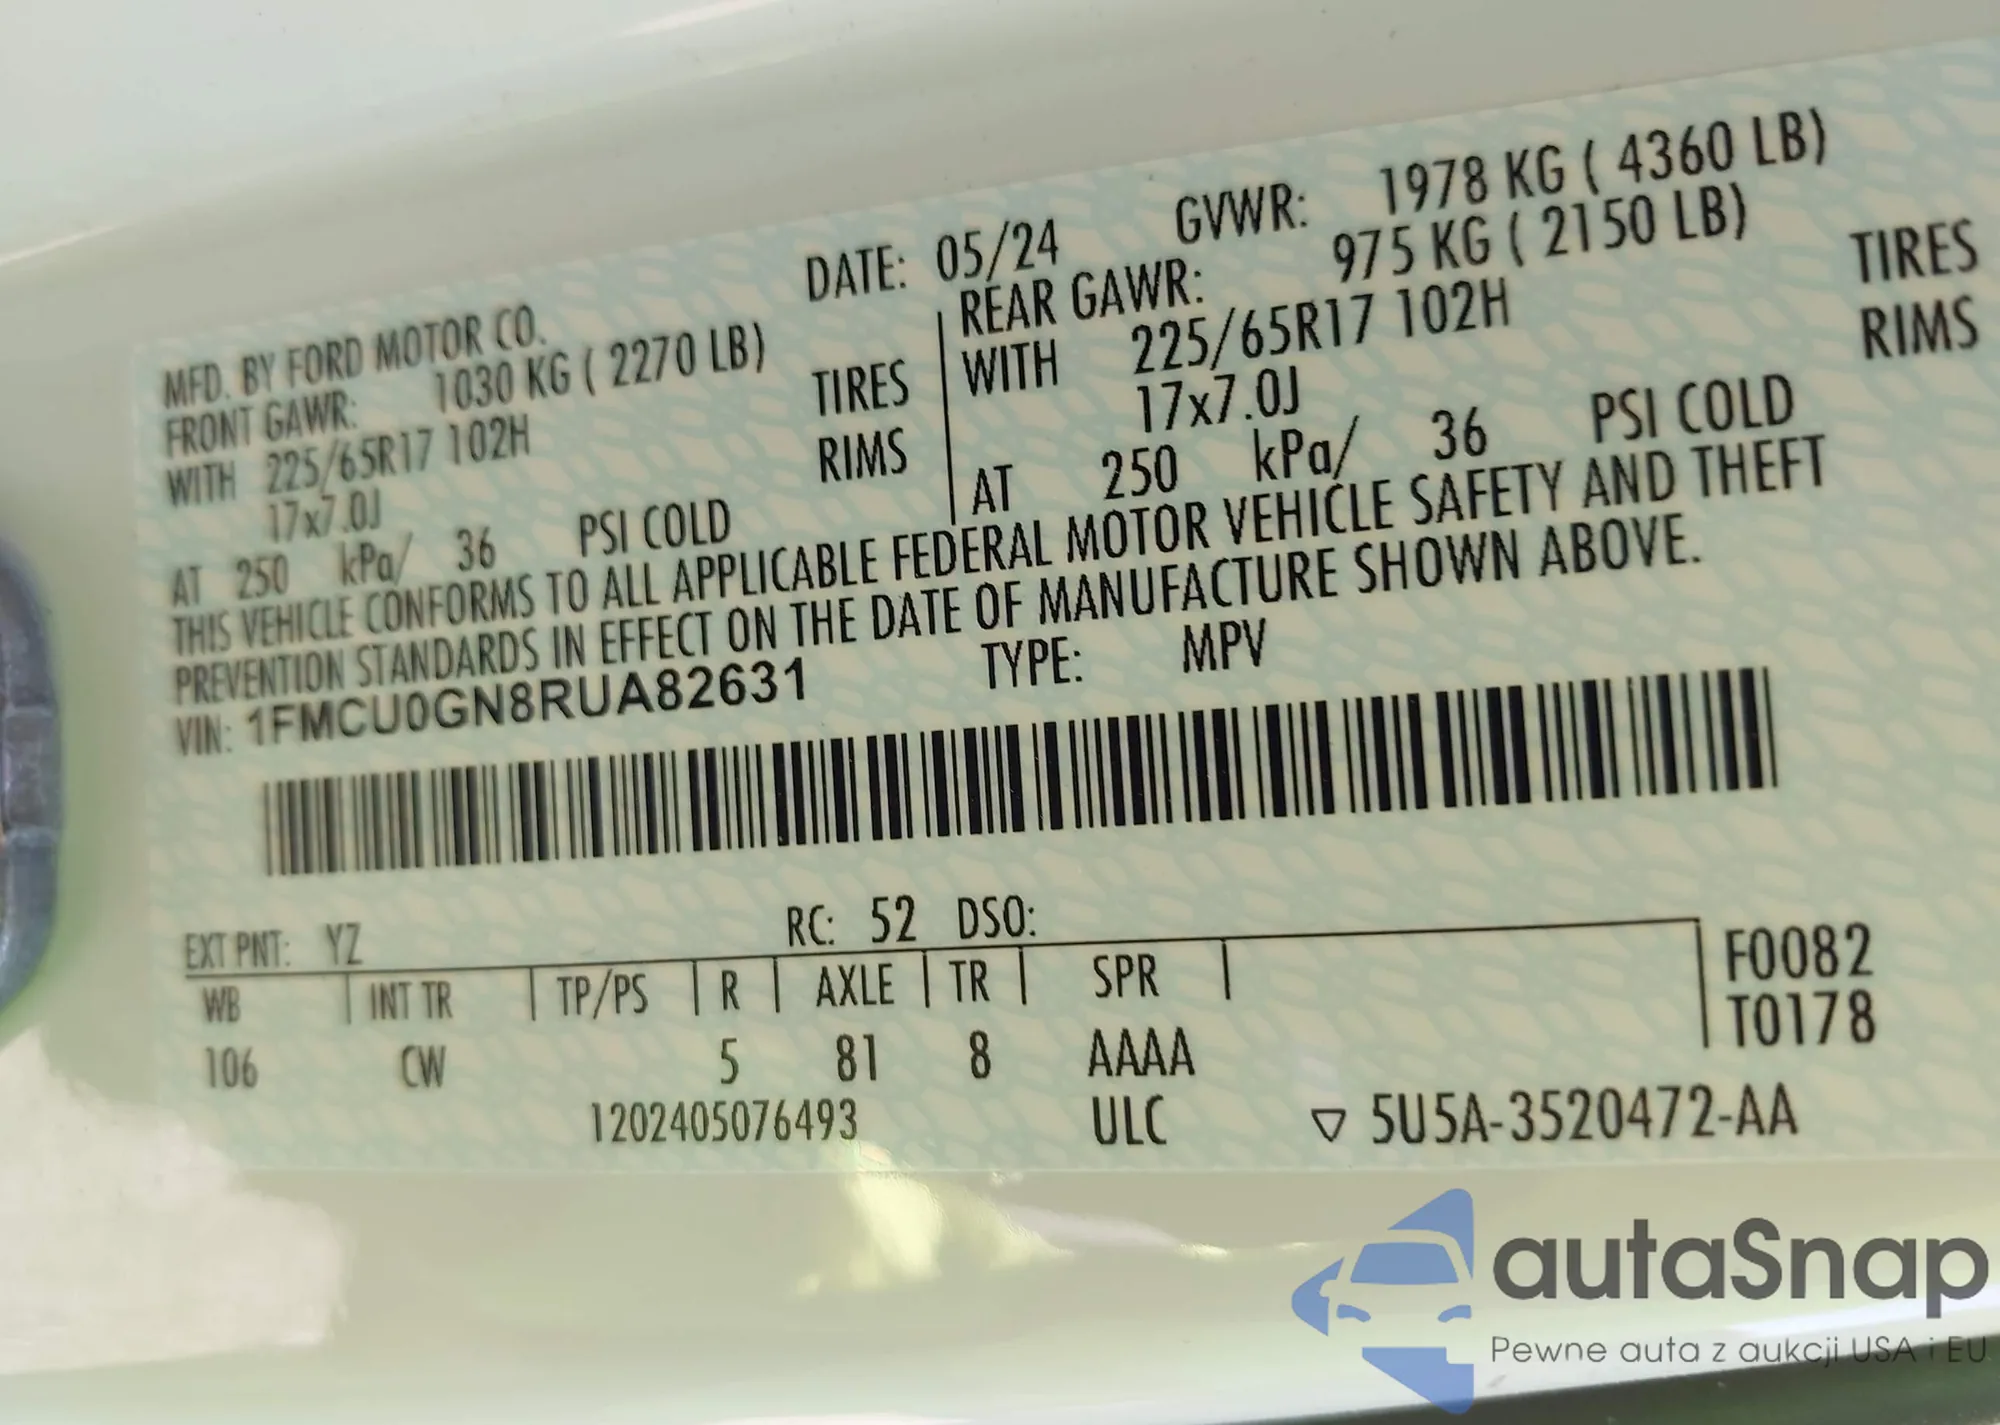 MFD. BY FORD MOTOR CO. DATE: 05/24 GVWR: 1978 KG ( 4360 LB)
FRONT GAWR: 1030 KG ( 2270 LB) REAR GAWR: 975 KG ( 2150 LB)
WITH 225/65R17 102H TIRES WITH 225/65R17 102H TIRES
17x7.0J RIMS 17x7.0J RIMS
AT 250 kPa/ 36 PSI COLD AT 250 kPa/ 36 PSI COLD
THIS VEHICLE CONFORMS TO ALL APPLICABLE FEDERAL MOTOR VEHICLE SAFETY AND THEFT
PREVENTION STANDARDS IN EFFECT ON THE DATE OF MANUFACTURE SHOWN ABOVE.
VIN: 1FMCU0GN8RUA82631 TYPE: MPV
EXT PNT: YZ RC: 52 DSO:
WB INT TR TP/PS R AXLE TR SPR F0082
T0178
106 CW 5 81 8 AAAA
1202405076493 ULC ▽ 5U5A-3520472-AA
autaSnap
Pewne auta z aukcji USA i EU